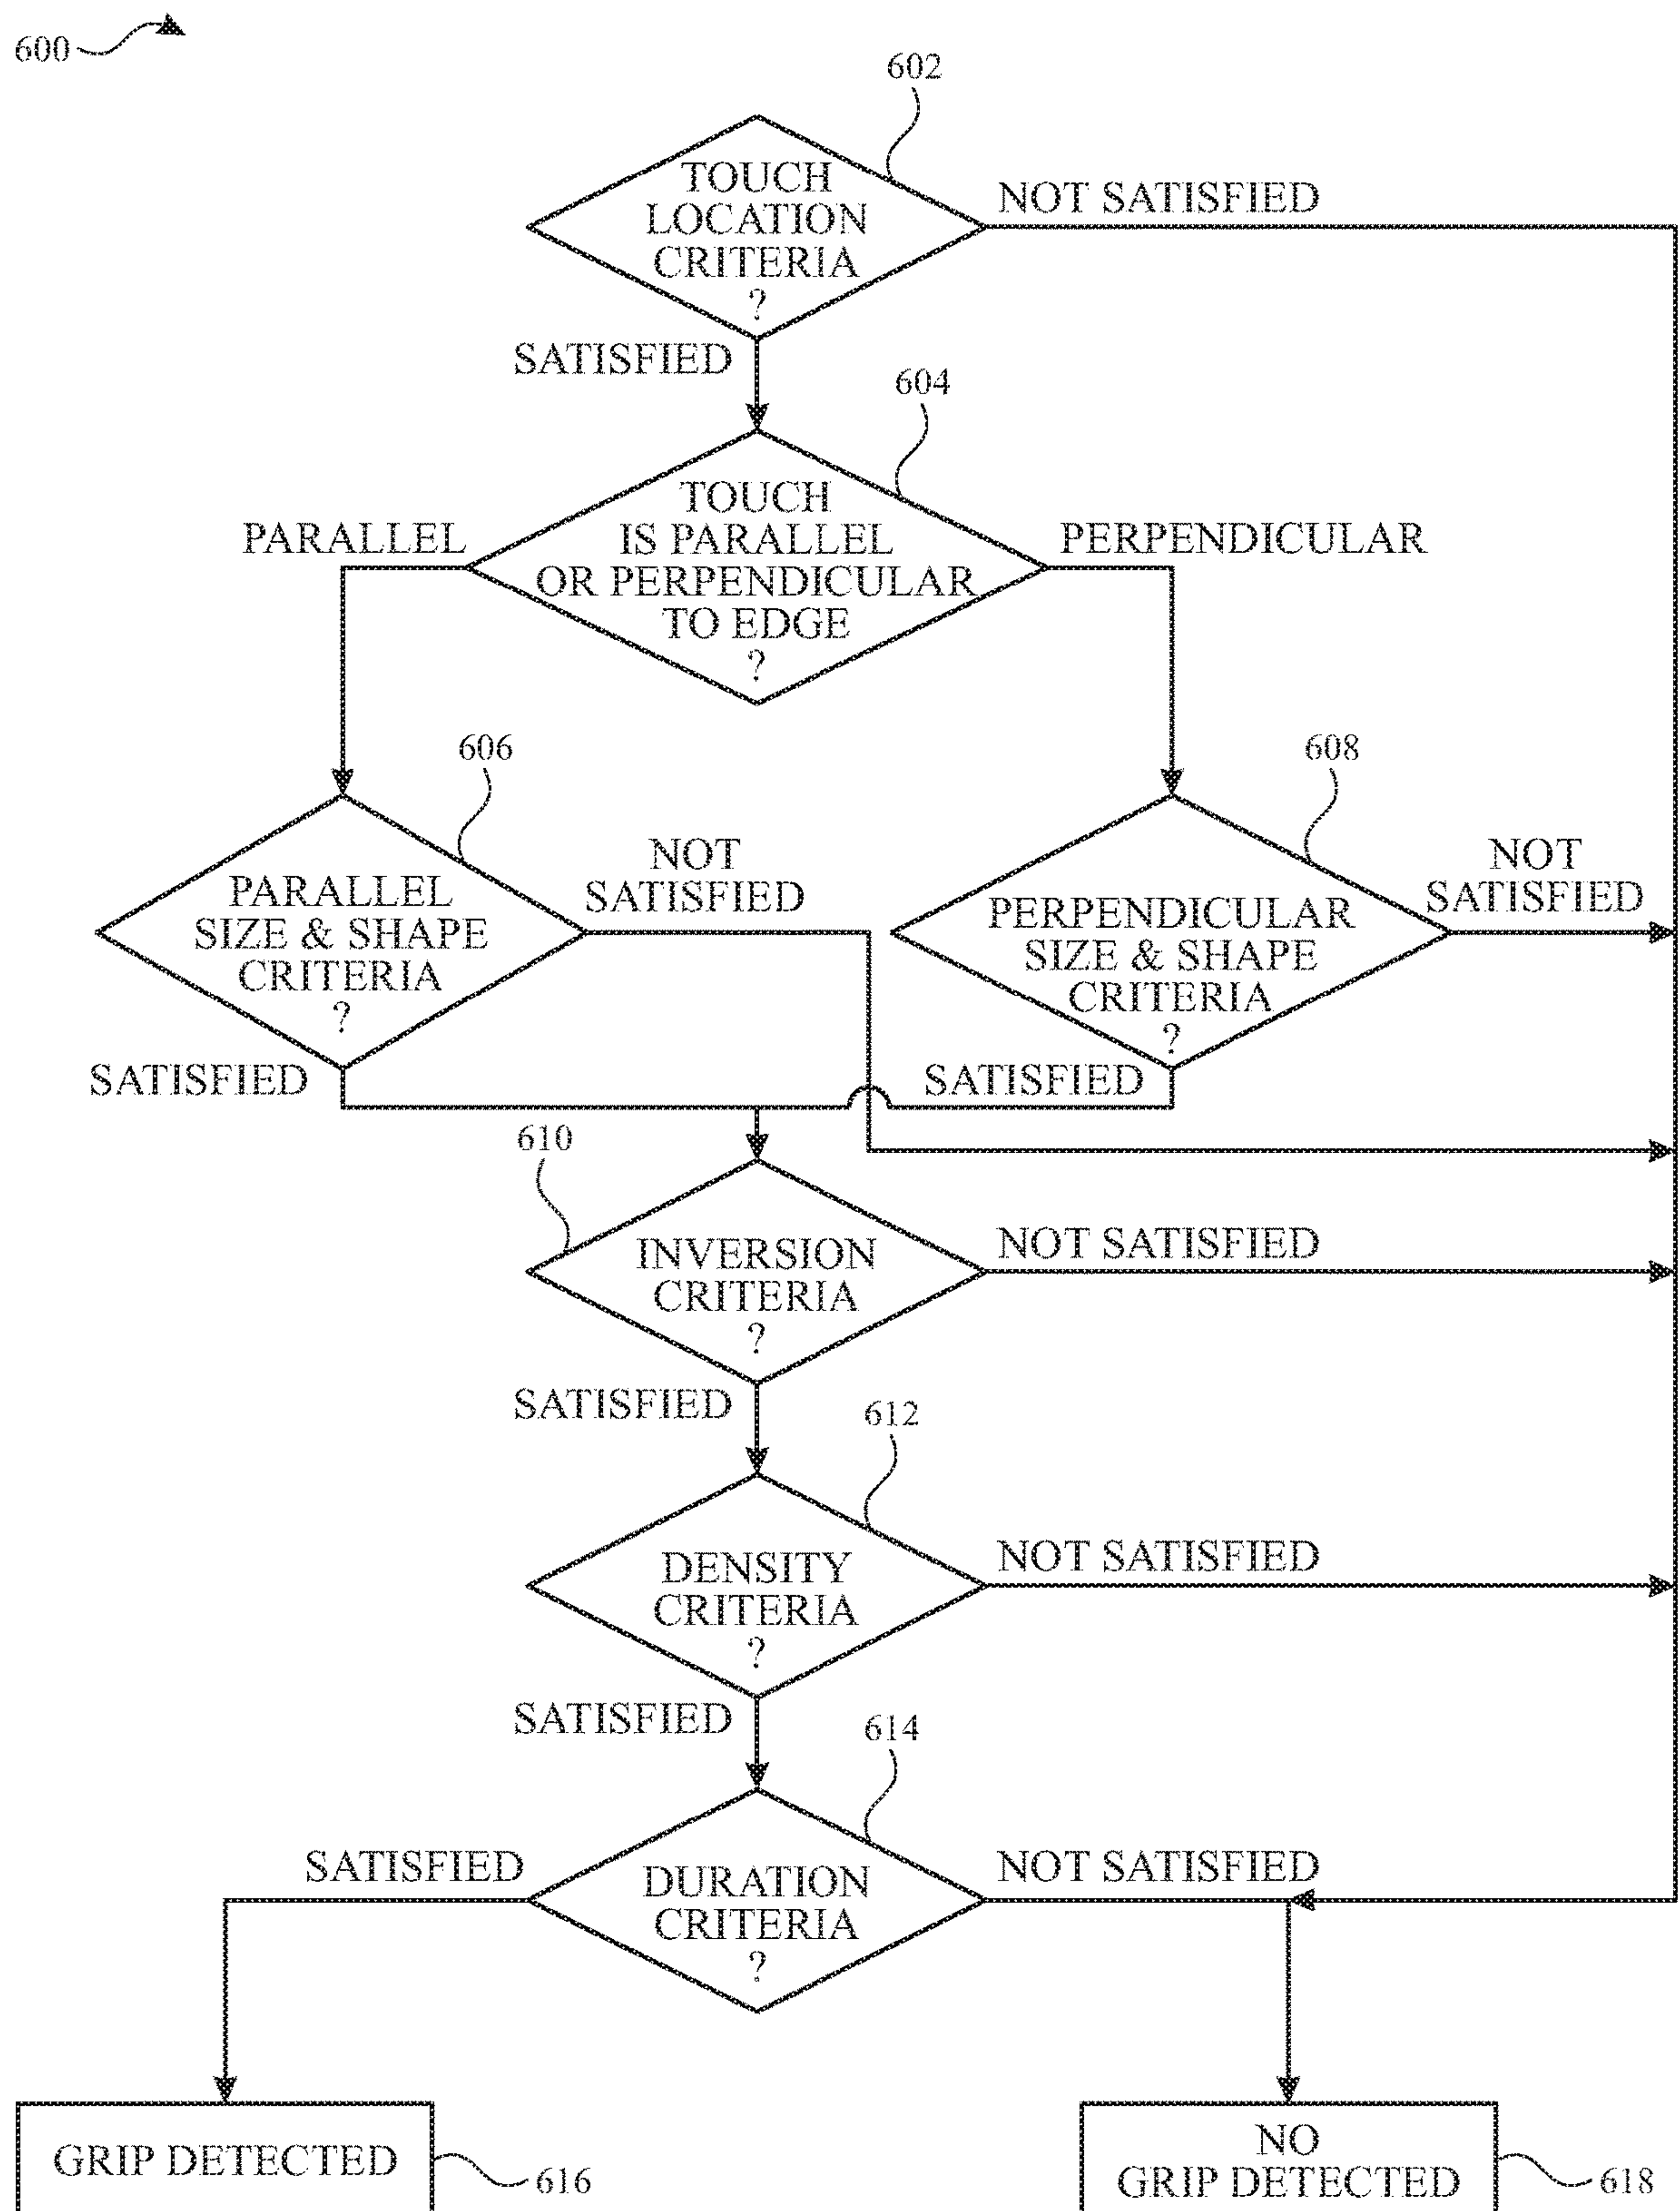 600
602
TOUCH
LOCATION
CRITERIA
?
NOT SATISFIED
SATISFIED
604
TOUCH
IS PARALLEL
OR PERPENDICULAR
TO EDGE
?
PARALLEL
PERPENDICULAR
606
PARALLEL
SIZE & SHAPE
CRITERIA
?
NOT
SATISFIED
SATISFIED
608
PERPENDICULAR
SIZE & SHAPE
CRITERIA
?
NOT
SATISFIED
SATISFIED
610
INVERSION
CRITERIA
?
NOT SATISFIED
SATISFIED
612
DENSITY
CRITERIA
?
NOT SATISFIED
SATISFIED
614
DURATION
CRITERIA
?
SATISFIED
NOT SATISFIED
GRIP DETECTED
616
NO
GRIP DETECTED
618